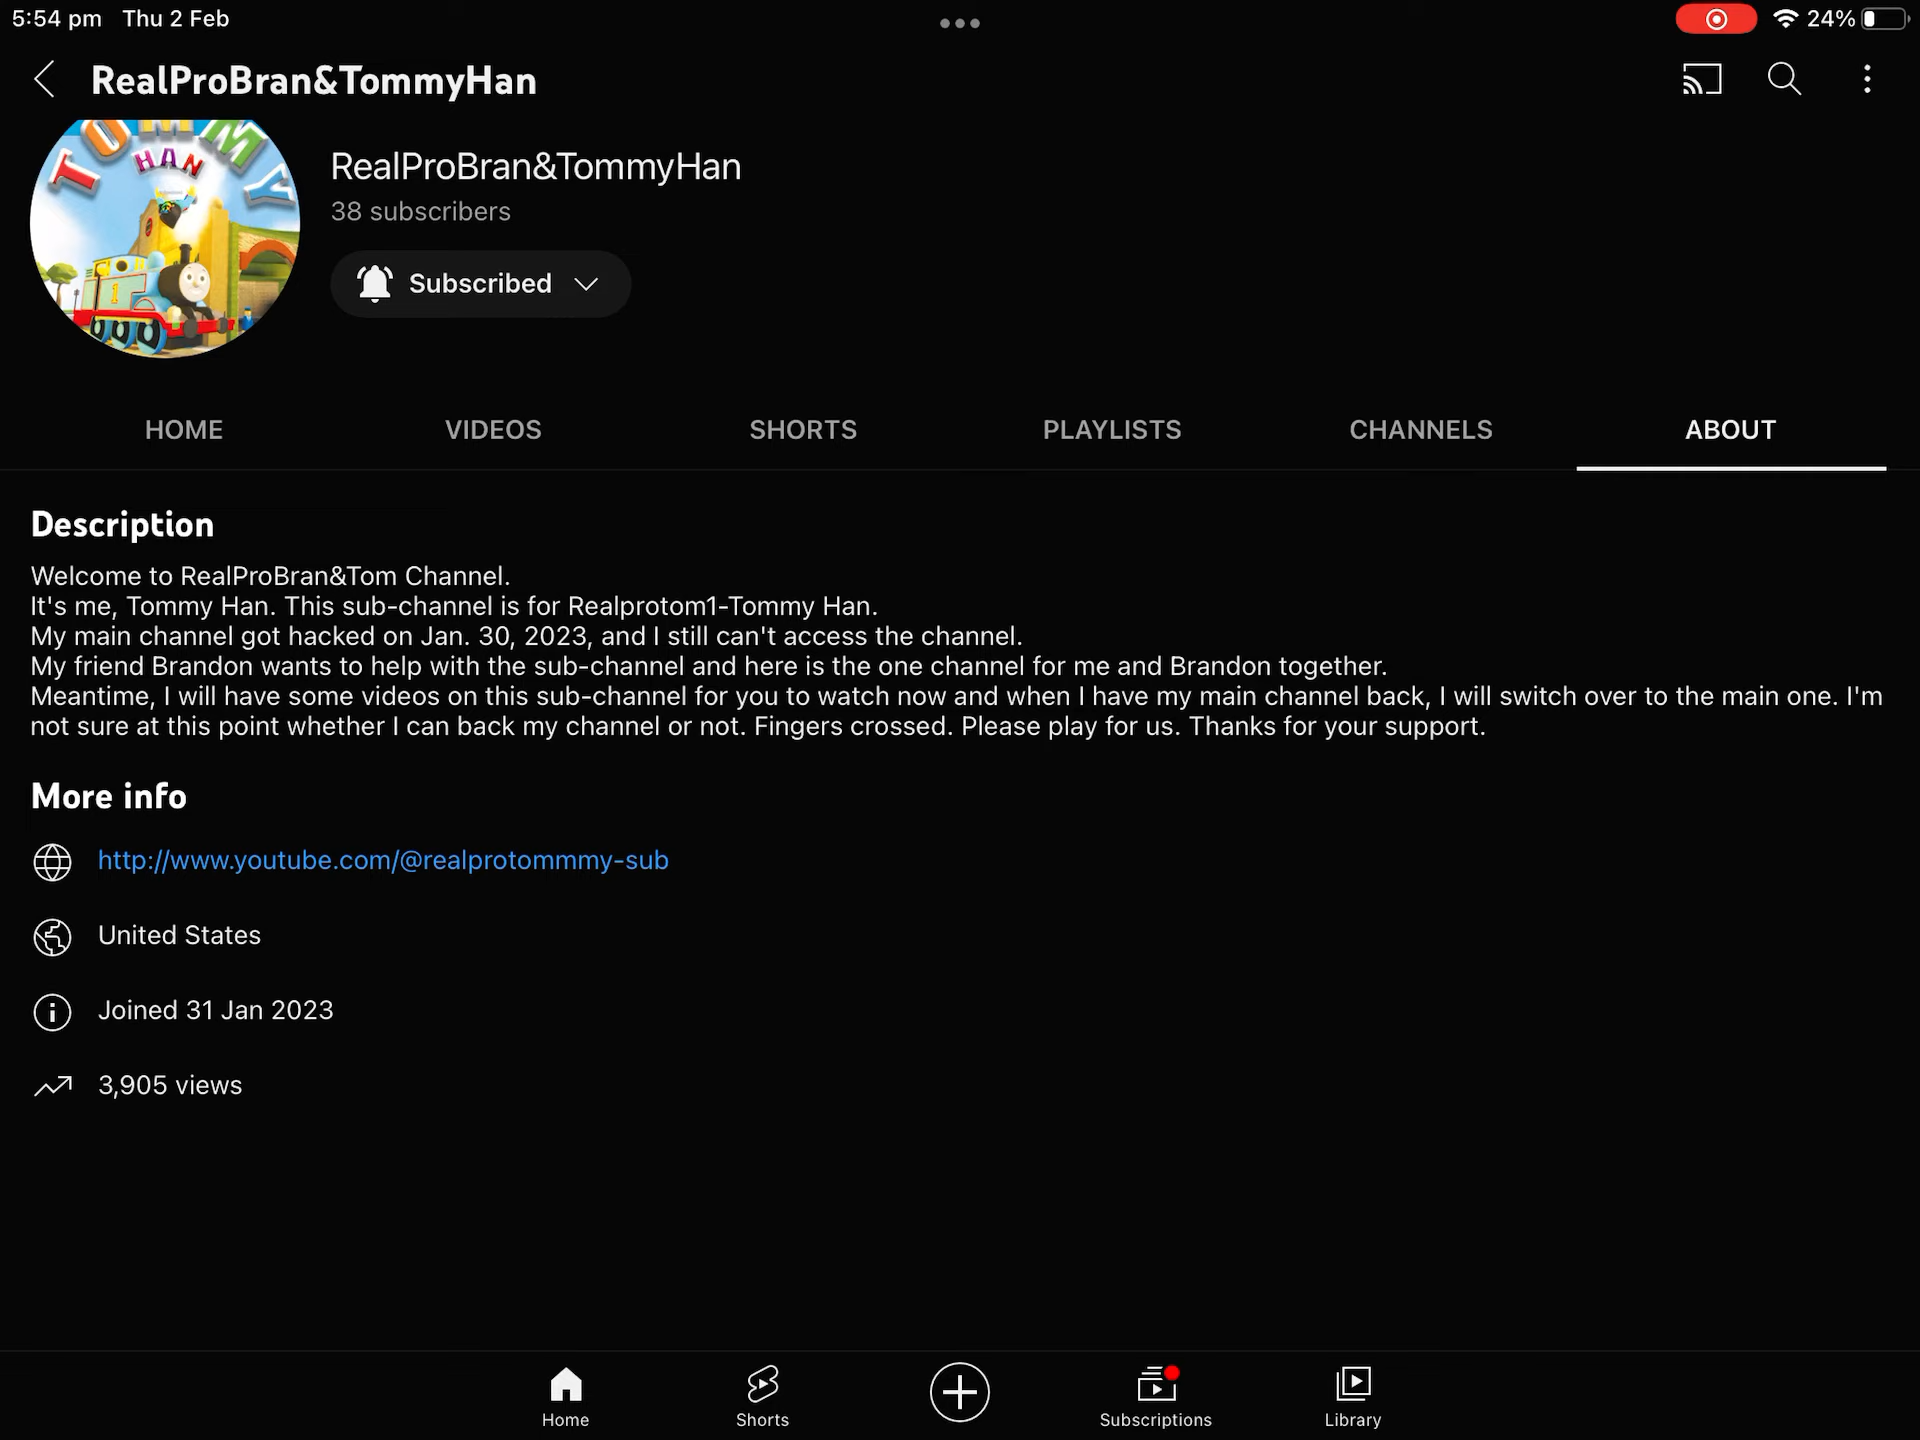 5:54 pm Thu 2 Feb
24%
RealProBran&TommyHan
TOMMY
HAN
1
RealProBran&TommyHan
38 subscribers
Subscribed
HOME VIDEOS SHORTS PLAYLISTS CHANNELS ABOUT
Description
Welcome to RealProBran&Tom Channel.
It's me, Tommy Han. This sub-channel is for Realprotom1-Tommy Han.
My main channel got hacked on Jan. 30, 2023, and I still can't access the channel.
My friend Brandon wants to help with the sub-channel and here is the one channel for me and Brandon together.
Meantime, I will have some videos on this sub-channel for you to watch now and when I have my main channel back, I will switch over to the main one. I'm
not sure at this point whether I can back my channel or not. Fingers crossed. Please play for us. Thanks for your support.
More info
http://www.youtube.com/@realprotommmy-sub
United States
Joined 31 Jan 2023
3,905 views
Home Shorts Subscriptions Library